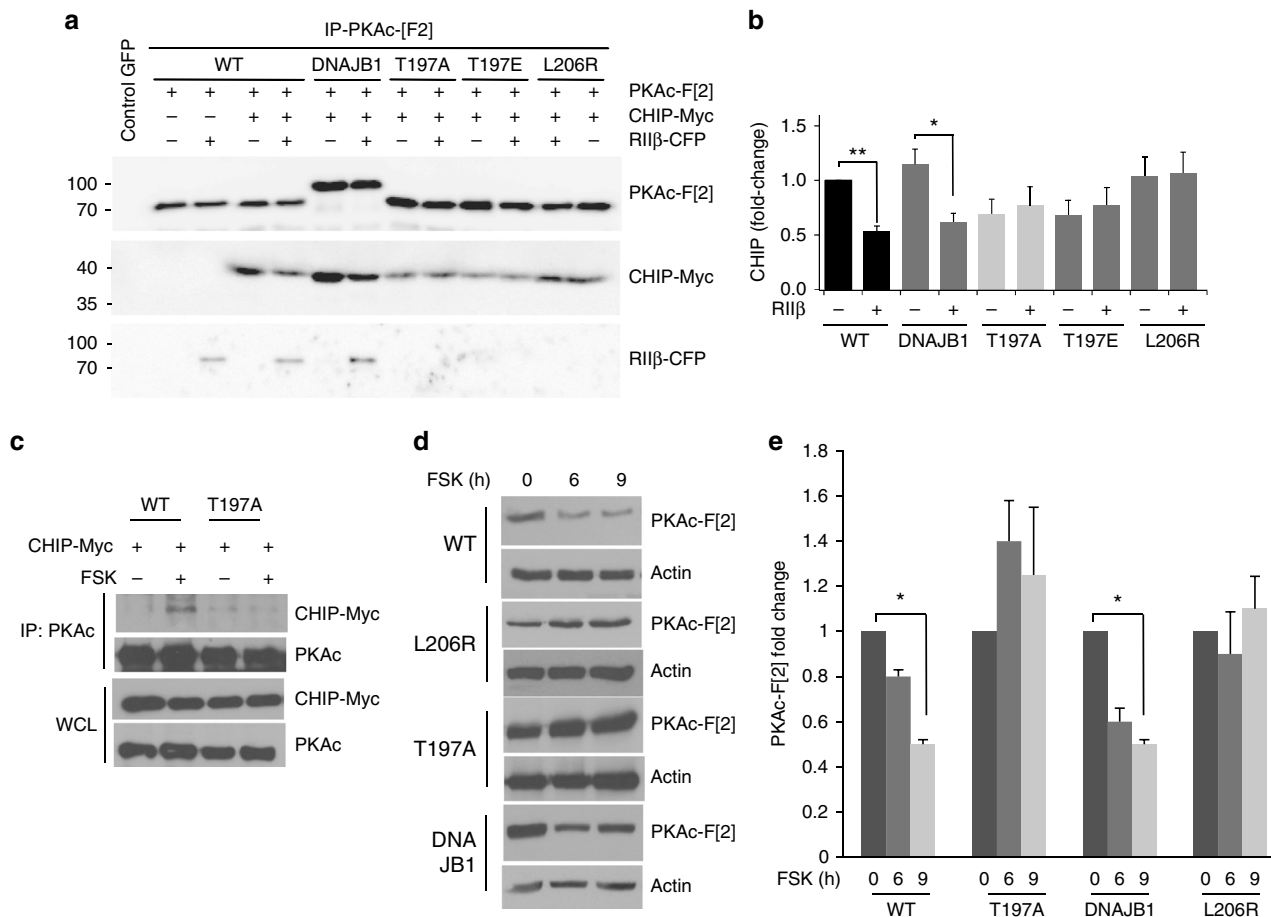 a
IP-PKAc-[F2]
Control GFP
WT DNAJB1 T197A T197E L206R
+ + + + + + + + + + + + PKAc-F[2]
– – + + + + + + + + + + CHIP-Myc
– + – + – + – + – + + – RIIβ-CFP
100
70
PKAc-F[2]
40
35
CHIP-Myc
100
70
RIIβ-CFP
b
CHIP (fold-change)
1.5
1.0
0.5
0.0
** *
RIIβ – + – + – + – + – +
WT DNAJB1 T197A T197E L206R
c
WT T197A
CHIP-Myc + + + +
FSK – + – +
IP: PKAc
CHIP-Myc
PKAc
WCL
CHIP-Myc
PKAc
d
FSK (h) 0 6 9
WT
PKAc-F[2]
Actin
L206R
PKAc-F[2]
Actin
T197A
PKAc-F[2]
Actin
DNA
JB1
PKAc-F[2]
Actin
e
PKAc-F[2] fold change
1.8
1.6
1.4
1.2
1
0.8
0.6
0.4
0.2
0
* *
FSK (h) 0 6 9 0 6 9 0 6 9 0 6 9
WT T197A DNAJB1 L206R